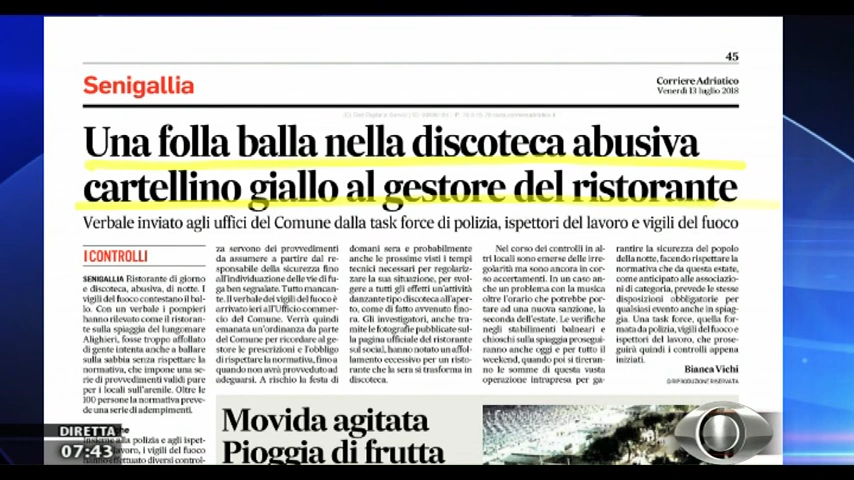 45
Senigallia
Corriere Adriatico
Venerdì 13 luglio 2018
Una folla balla nella discoteca abusiva
cartellino giallo al gestore del ristorante
Verbale inviato agli uffici del Comune dalla task force di polizia, ispettori del lavoro e vigili del fuoco
I CONTROLLI
SENIGALLIA Ristorante di giorno
e discoteca, abusiva, di notte. I
vigili del fuoco contestano il bal-
lo. Con un verbale i pompieri
hanno rilevato come il ristoran-
te sulla spiaggia del lungomare
Alighieri, fosse troppo affollato
di gente intenta anche a ballare
sulla sabbia senza rispettare la
normativa, che impone una se-
rie di provvedimenti validi pure
per i locali sull'arenile. Oltre le
100 persone la normativa preve-
de una serie di adempimenti.
insieme alla polizia e agli ispet-
lavoro, i vigili del fuoco
effettuato diversi control-
za servono dei provvedimenti
da assumere a partire dal re-
sponsabile della sicurezza fino
all'individuazione delle vie di fu-
ga ben segnalate. Tutto mancan-
te. Il verbale dei vigili del fuoco è
arrivato ieri all'Ufficio commer-
cio del Comune. Verrà quindi
emanata un'ordinanza da parte
del Comune per ricordare al ge-
store le prescrizioni e l'obbligo
di rispettare la normativa, fino a
quando non avrà provveduto ad
adeguarsi. A rischio la festa di
domani sera e probabilmente
anche le prossime visti i tempi
tecnici necessari per regolariz-
zare la sua situazione, per svol-
gere a tutti gli effetti un'attività
danzante tipo discoteca all'aper-
to, come di fatto avvenuto fino-
ra. Gli investigatori, anche tra-
mite le fotografie pubblicate sul-
la pagina ufficiale del ristorante
sui social, hanno notato un affol-
lamento eccessivo per un risto-
rante che la sera si trasforma in
discoteca.
Nel corso dei controlli in al-
tri locali sono emerse delle irre-
golarità ma sono ancora in cor-
so accertamenti. In un caso an-
che un problema con la musica
oltre l'orario che potrebbe por-
tare ad una nuova sanzione, la
seconda dell'estate. Le verifiche
negli stabilimenti balneari e
chioschi sulla spiaggia prosegui-
ranno anche oggi e per tutto il
weekend, quando poi si tireran-
no le somme di questa vasta
operazione intrapresa per ga-
rantire la sicurezza del popolo
della notte, facendo rispettare la
normativa che da questa estate,
come anticipato alle associazio-
ni di categoria, prevede le stesse
disposizioni obbligatorie per
qualsiasi evento anche in spiag-
gia. Una task force, quella for-
mata da polizia, vigili del fuoco e
ispettori del lavoro, che prose-
guirà quindi i controlli appena
iniziati.
Bianca Vichi
© RIPRODUZIONE RISERVATA
Movida agitata
Pioggia di frutta
DIRETTA
07:43